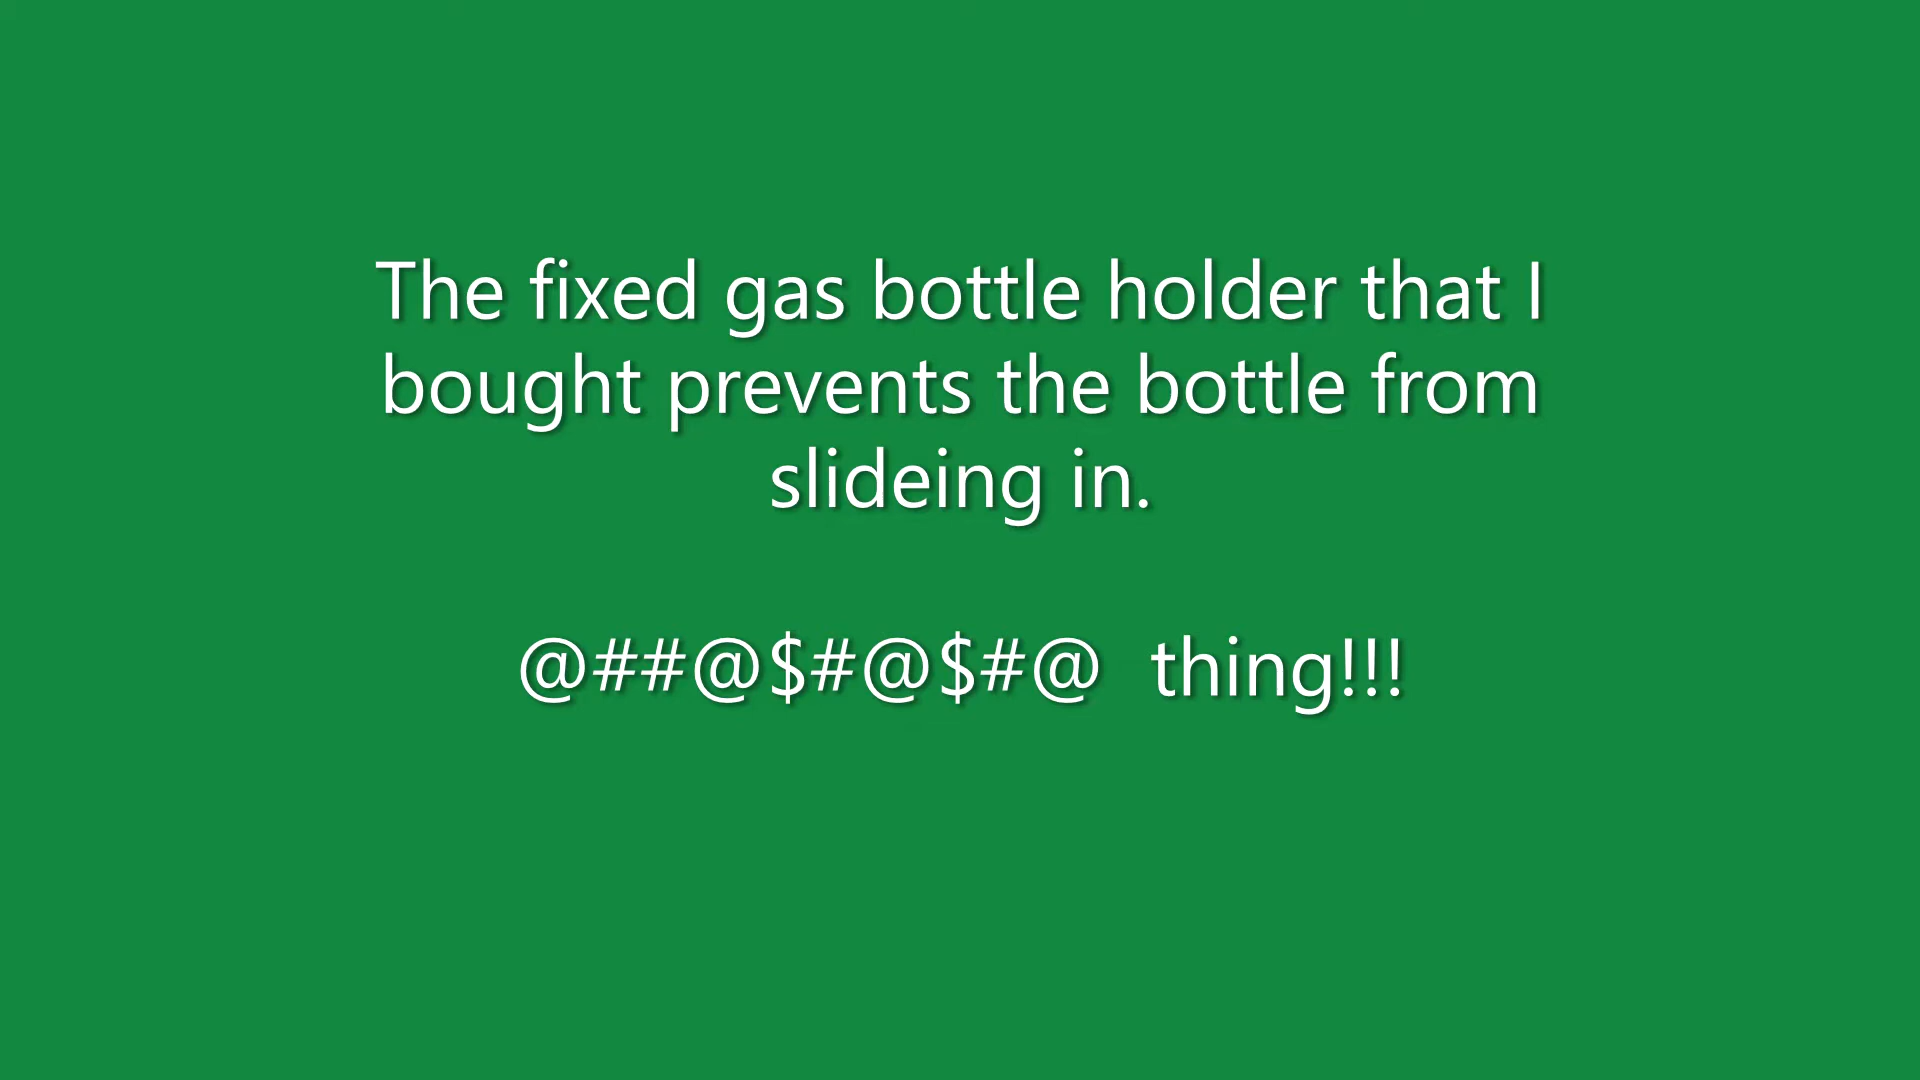 The fixed gas bottle holder that I
bought prevents the bottle from
slideing in.
@##@$#@$#@  thing!!!